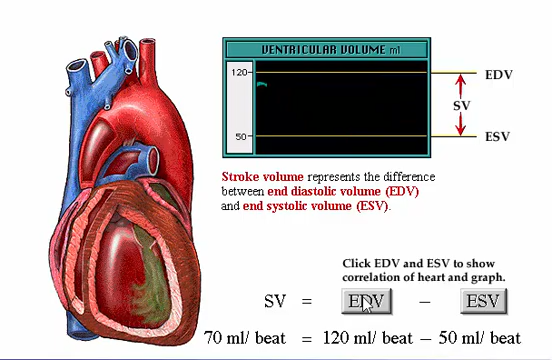 VENTRICULAR VOLUME ml
120
EDV
SV
50
ESV
Stroke volume represents the difference
between end diastolic volume (EDV)
and end systolic volume (ESV).
Click EDV and ESV to show
correlation of heart and graph.
SV = EDV − ESV
70 ml/ beat = 120 ml/ beat − 50 ml/ beat